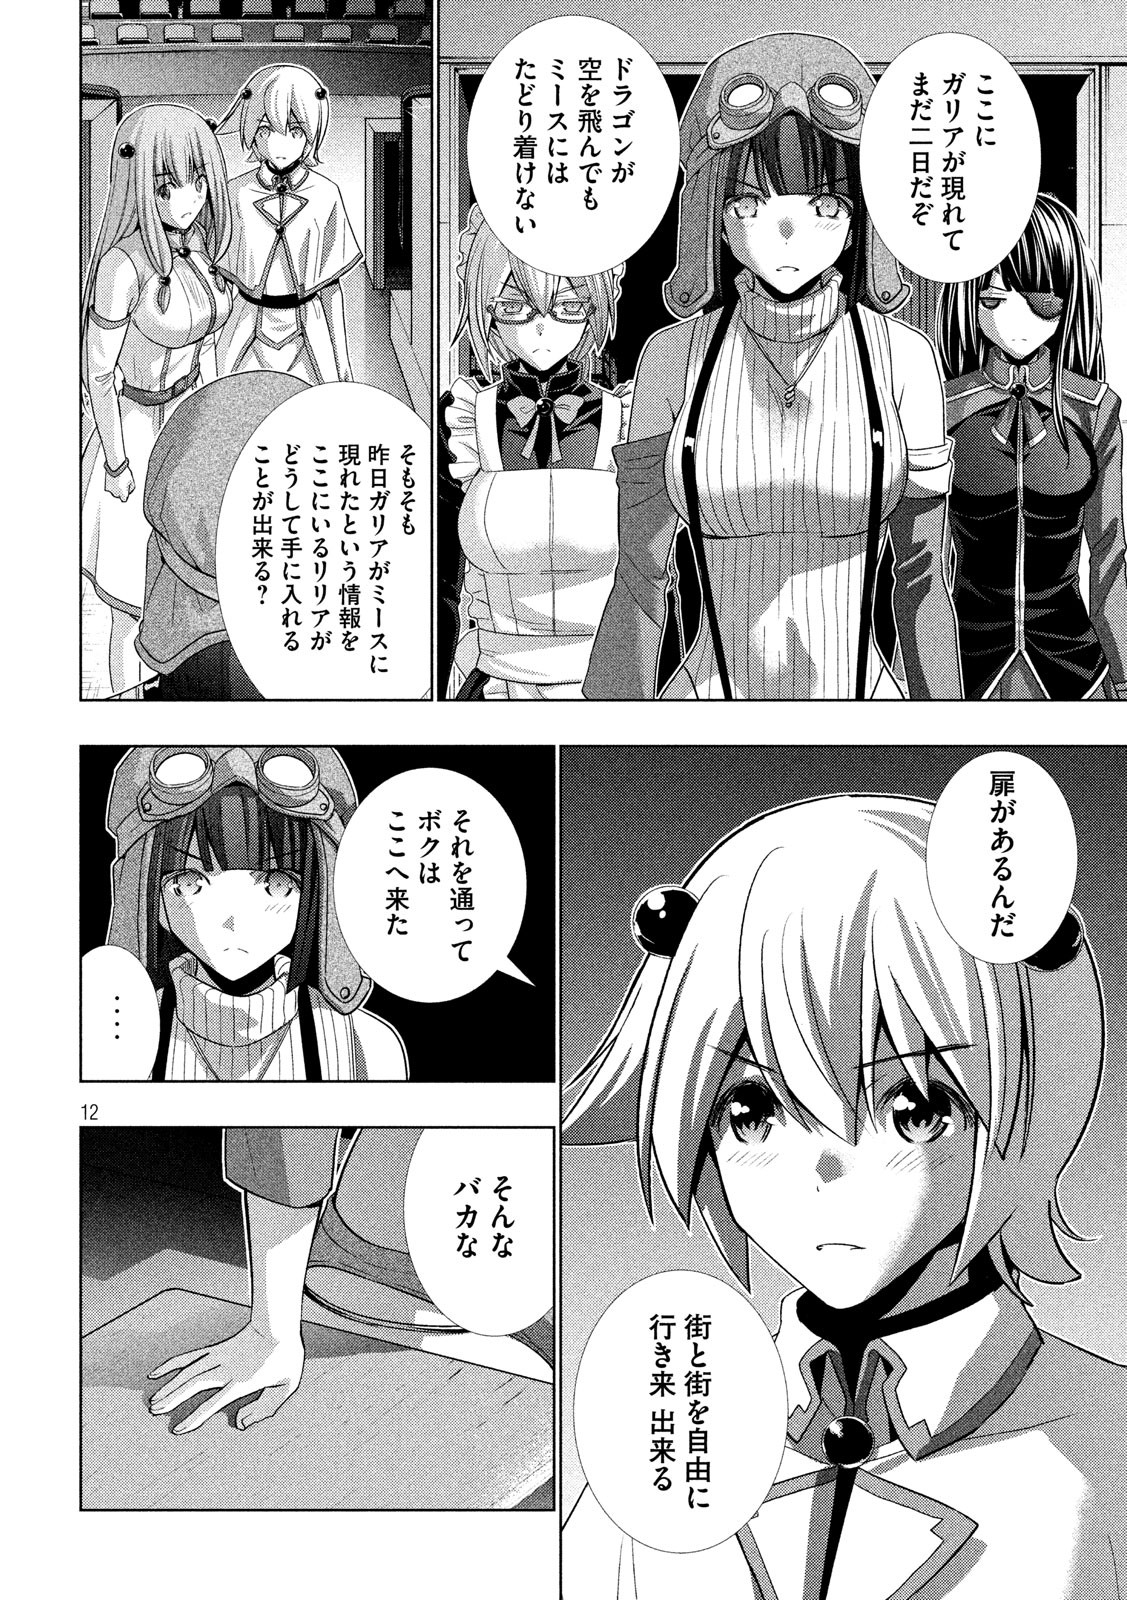 ここに
ガリアが現れて
まだ二日だぞ
ドラゴンが
空を飛んでも
ミースには
たどり着けない
そもそも
昨日ガリアがミースに
現れたという情報を
ここにいるリリアが
どうして手に入れる
ことが出来る?
扉があるんだ
街と街を自由に
行き来 出来る
それを通って
ボクは
ここへ来た
‥‥
そんな
バカな
12